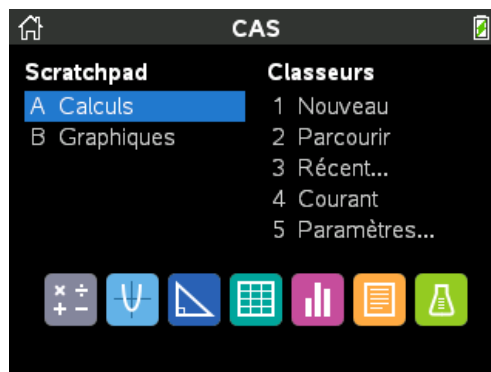 CAS
Scratchpad
A Calculs
B Graphiques
Classeurs
1 Nouveau
2 Parcourir
3 Récent...
4 Courant
5 Paramètres...